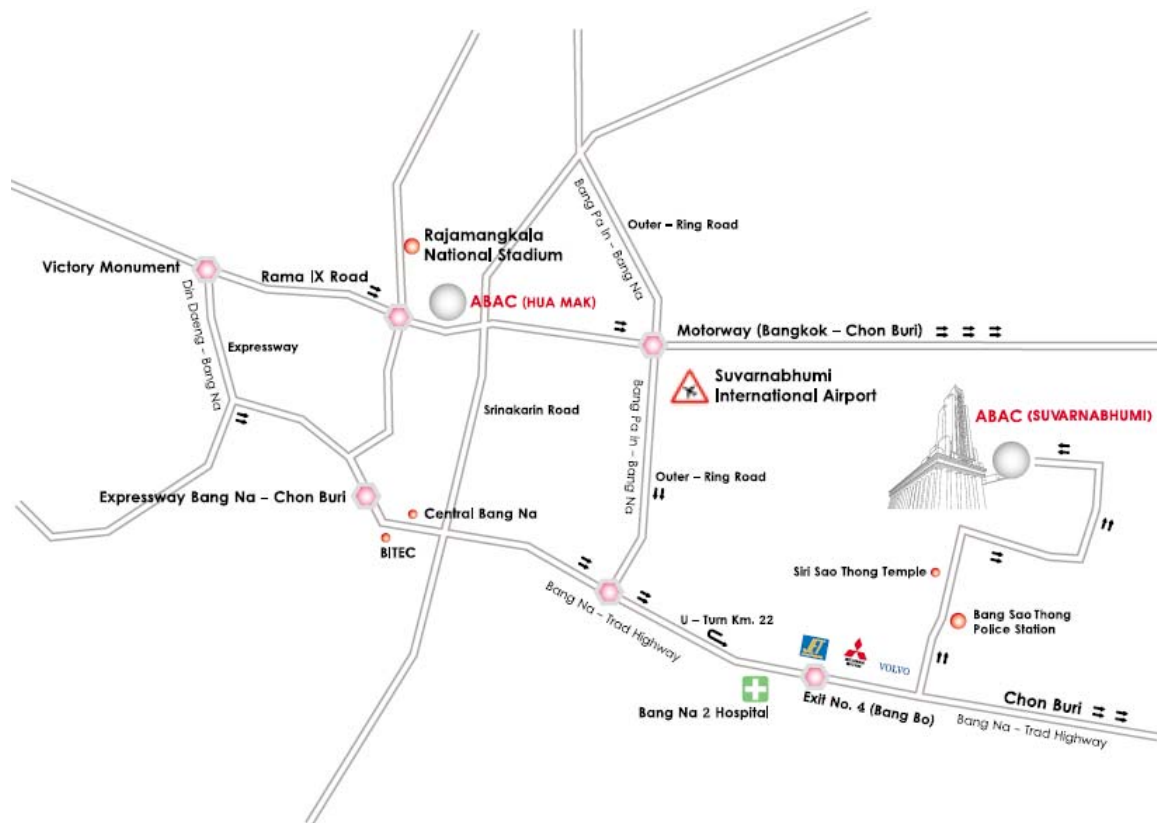 Bang Pa In – Bang Na
Outer – Ring Road
Rajamangkala
National Stadium
Victory Monument
Rama IX Road
ABAC (HUA MAK)
Din Daeng – Bang Na
Expressway
Motorway (Bangkok – Chon Buri)
Suvarnabhumi
International Airport
Srinakarin Road
Bang Pa In – Bang Na
ABAC (SUVARNABHUMI)
Outer – Ring Road
Expressway Bang Na – Chon Buri
Central Bang Na
BITEC
Siri Sao Thong Temple
Bang Na – Trad Highway
U – Turn Km. 22
Bang Sao Thong
Police Station
JET
MITSUBISHI
VOLVO
Bang Na 2 Hospital
Exit No. 4 (Bang Bo)
Chon Buri
Bang Na – Trad Highway